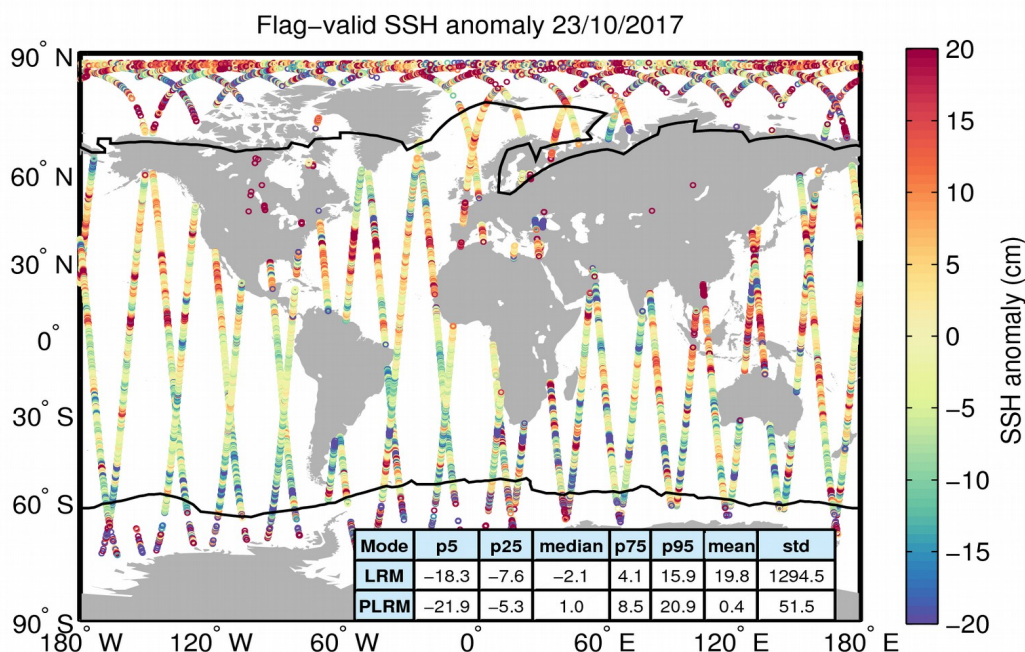 Flag−valid SSH anomaly 23/10/2017
90° N
60° N
30° N
0°
30° S
60° S
90° S
180° W
120° W
60° W
0°
60° E
120° E
180° E
Mode p5 p25 median p75 p95 mean std
LRM −18.3 −7.6 −2.1 4.1 15.9 19.8 1294.5
PLRM −21.9 −5.3 1.0 8.5 20.9 0.4 51.5
20
15
10
5
0
−5
−10
−15
−20
SSH anomaly (cm)